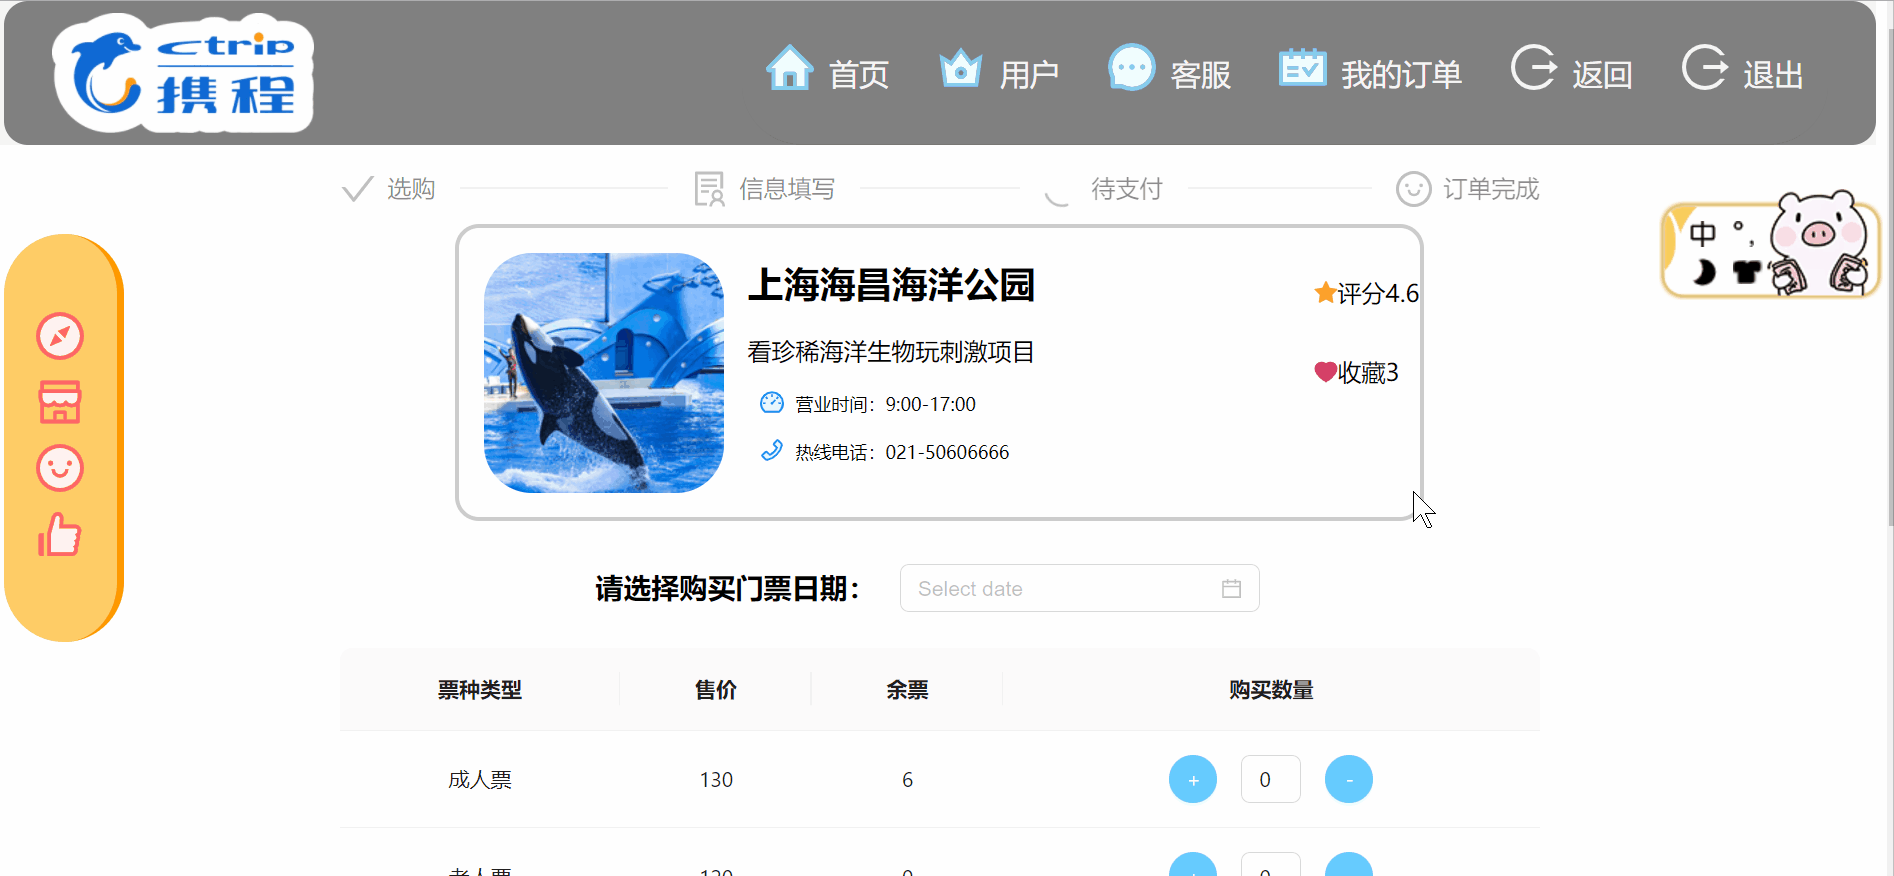 Ctrip
携程
首页 用户 客服 我的订单 返回 退出
选购 信息填写 待支付 订单完成
中 °,
上海海昌海洋公园
评分4.6
看珍稀海洋生物玩刺激项目
收藏3
营业时间：9:00-17:00
热线电话：021-50606666
请选择购买门票日期：
Select date
票种类型 售价 余票 购买数量
成人票 130 6 + 0 -